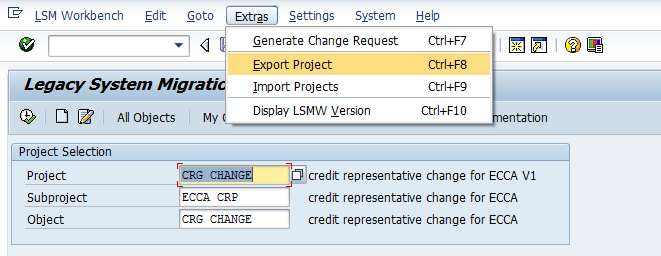 LSM Workbench Edit Goto Extras Settings System Help
Generate Change Request Ctrl+F7
Export Project Ctrl+F8
Import Projects Ctrl+F9
Display LSMW Version Ctrl+F10
Legacy System Migratio
All Objects My O mentation
Project Selection
Project CRG CHANGE credit representative change for ECCA V1
Subproject ECCA CRP credit representative change for ECCA
Object CRG CHANGE credit representative change for ECCA